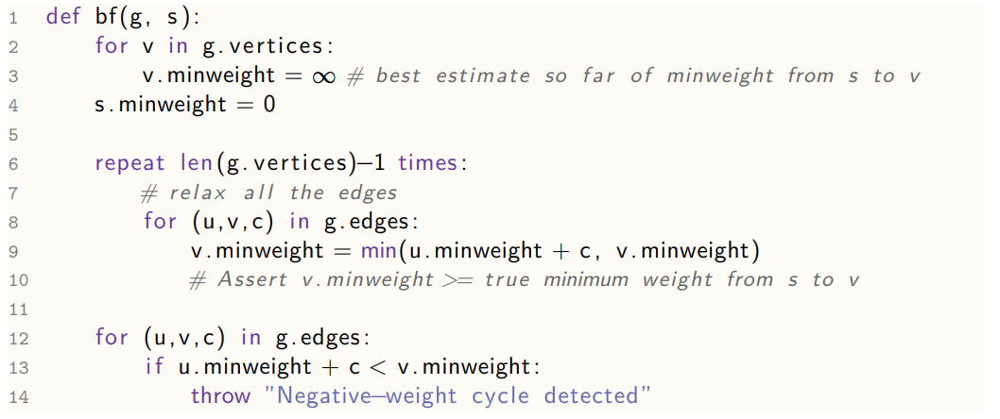 1 def bf(g, s):
2 for v in g.vertices:
3 v.minweight = ∞ # best estimate so far of minweight from s to v
4 s.minweight = 0
5
6 repeat len(g.vertices)−1 times:
7 # relax all the edges
8 for (u,v,c) in g.edges:
9 v.minweight = min(u.minweight + c, v.minweight)
10 # Assert v.minweight >= true minimum weight from s to v
11
12 for (u,v,c) in g.edges:
13 if u.minweight + c < v.minweight:
14 throw "Negative−weight cycle detected"